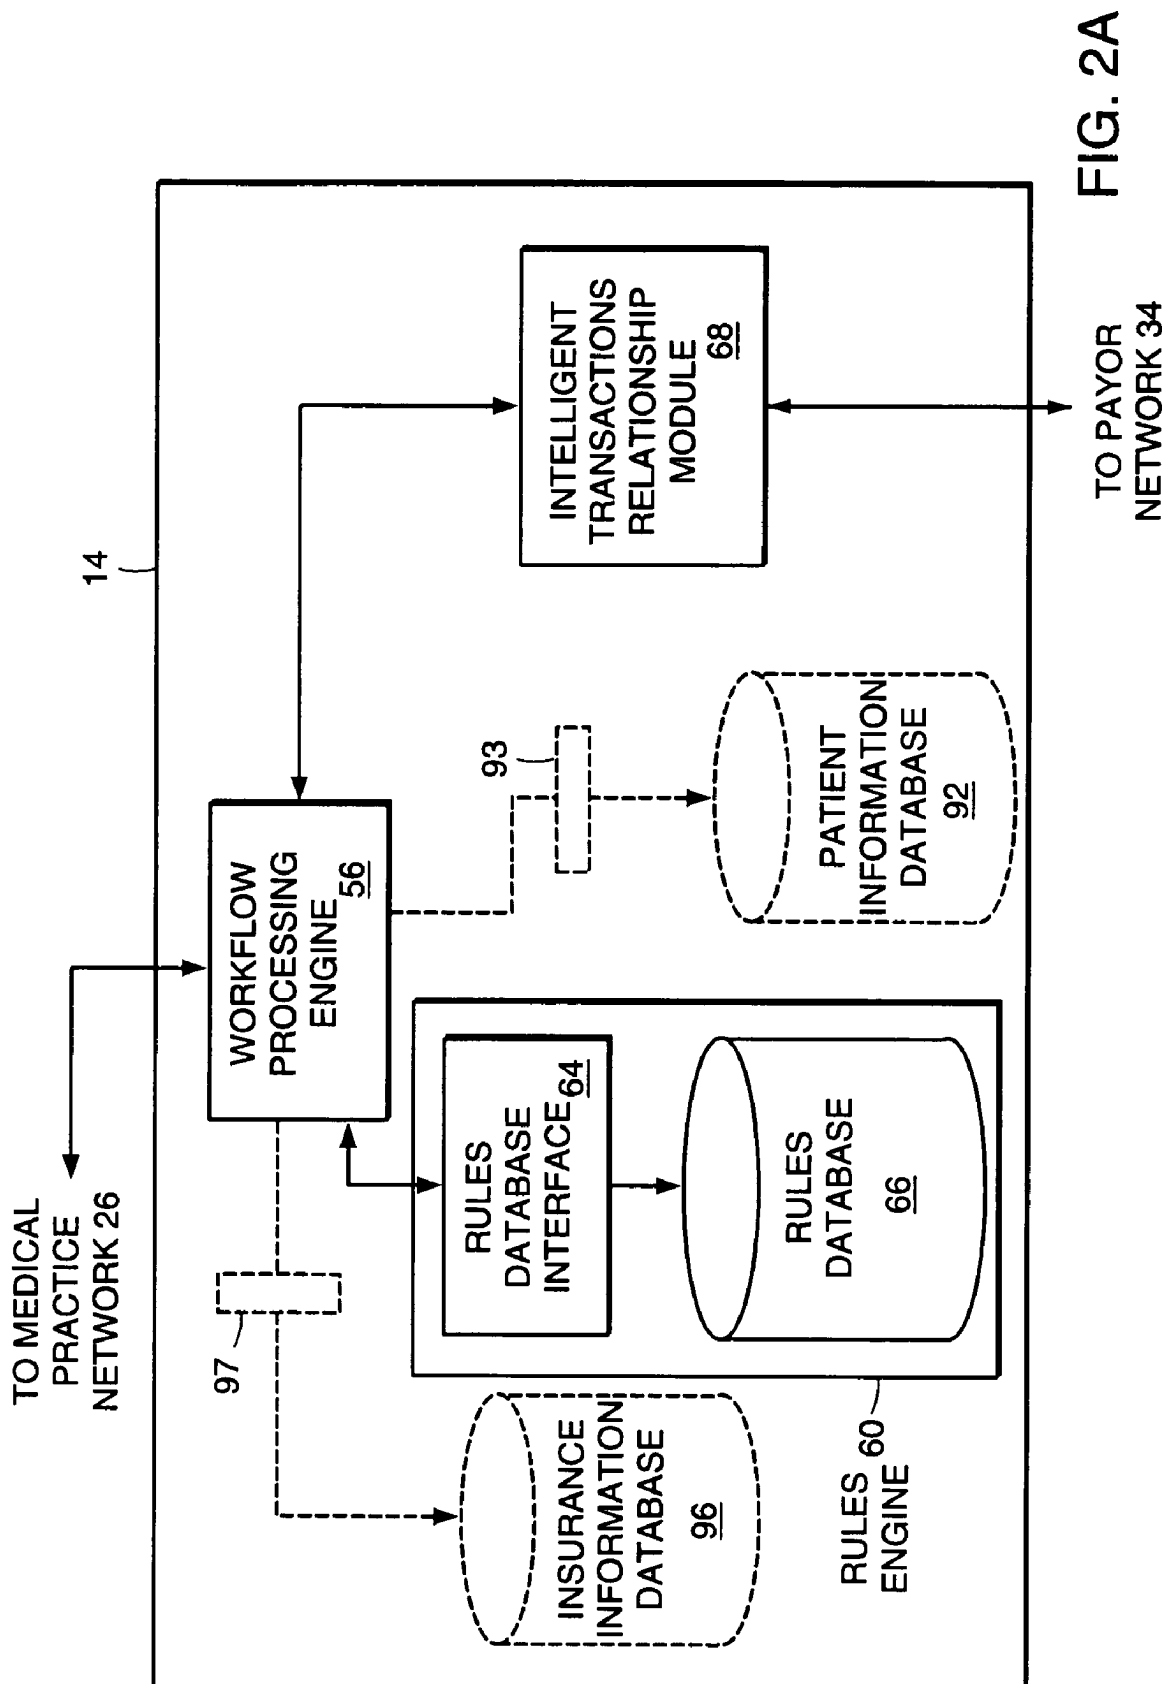 TO MEDICAL
PRACTICE
NETWORK 26
14
97
WORKFLOW
PROCESSING
ENGINE
56
93
INTELLIGENT
TRANSACTIONS
RELATIONSHIP
MODULE
68
INSURANCE
INFORMATION
DATABASE
96
RULES
DATABASE
INTERFACE
64
RULES
DATABASE
66
PATIENT
INFORMATION
DATABASE
92
RULES
ENGINE
60
TO PAYOR
NETWORK 34
FIG. 2A